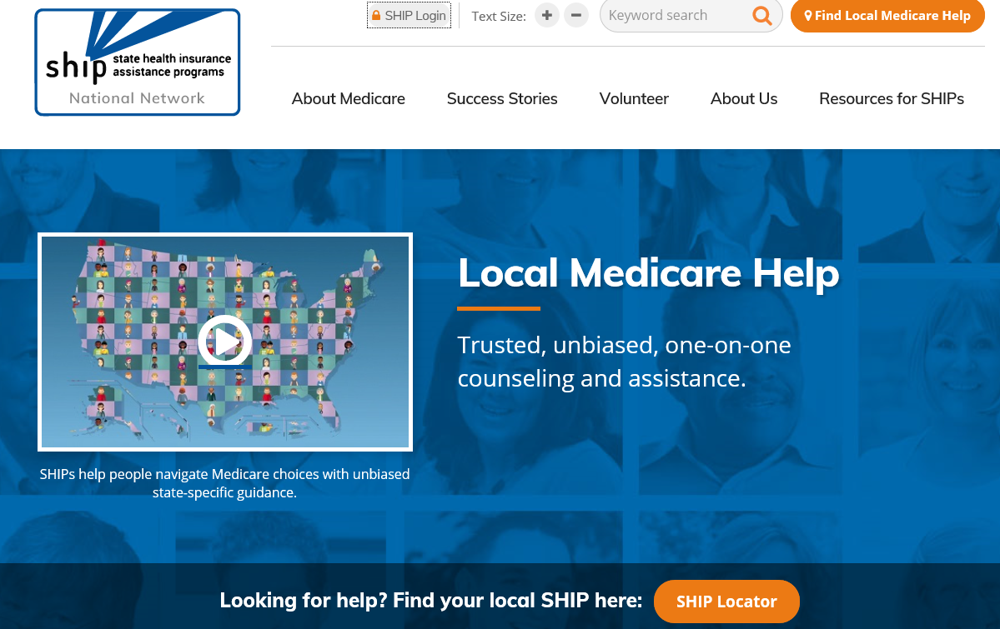 SHIP Login
Text Size:
Keyword search
Find Local Medicare Help
ship state health insurance
assistance programs
National Network
About Medicare
Success Stories
Volunteer
About Us
Resources for SHIPs
Local Medicare Help
Trusted, unbiased, one-on-one
counseling and assistance.
SHIPs help people navigate Medicare choices with unbiased
state-specific guidance.
Looking for help? Find your local SHIP here:
SHIP Locator